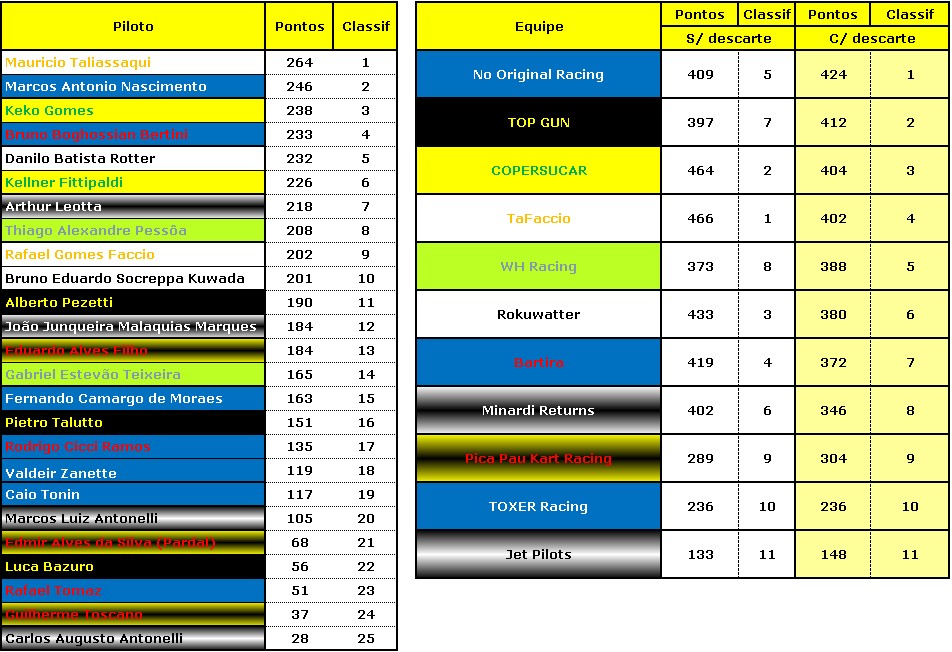 Piloto Pontos Classif
Mauricio Taliassaqui 264 1
Marcos Antonio Nascimento 246 2
Keko Gomes 238 3
Bruno Boghossian Bertini 233 4
Danilo Batista Rotter 232 5
Kellner Fittipaldi 226 6
Arthur Leotta 218 7
Thiago Alexandre Pessôa 208 8
Rafael Gomes Faccio 202 9
Bruno Eduardo Socreppa Kuwada 201 10
Alberto Pezetti 190 11
João Junqueira Malaquias Marques 184 12
Eduardo Alves Filho 184 13
Gabriel Estevão Teixeira 165 14
Fernando Camargo de Moraes 163 15
Pietro Talutto 151 16
Rodrigo Cicci Ramos 135 17
Valdeir Zanette 119 18
Caio Tonin 117 19
Marcos Luiz Antonelli 105 20
Edmir Alves da Silva (Pardal) 68 21
Luca Bazuro 56 22
Rafael Tomaz 51 23
Guilherme Toscano 37 24
Carlos Augusto Antonelli 28 25
Equipe Pontos Classif Pontos Classif
S/ descarte C/ descarte
No Original Racing 409 5 424 1
TOP GUN 397 7 412 2
COPERSUCAR 464 2 404 3
TaFaccio 466 1 402 4
WH Racing 373 8 388 5
Rokuwatter 433 3 380 6
Bartira 419 4 372 7
Minardi Returns 402 6 346 8
Pica Pau Kart Racing 289 9 304 9
TOXER Racing 236 10 236 10
Jet Pilots 133 11 148 11